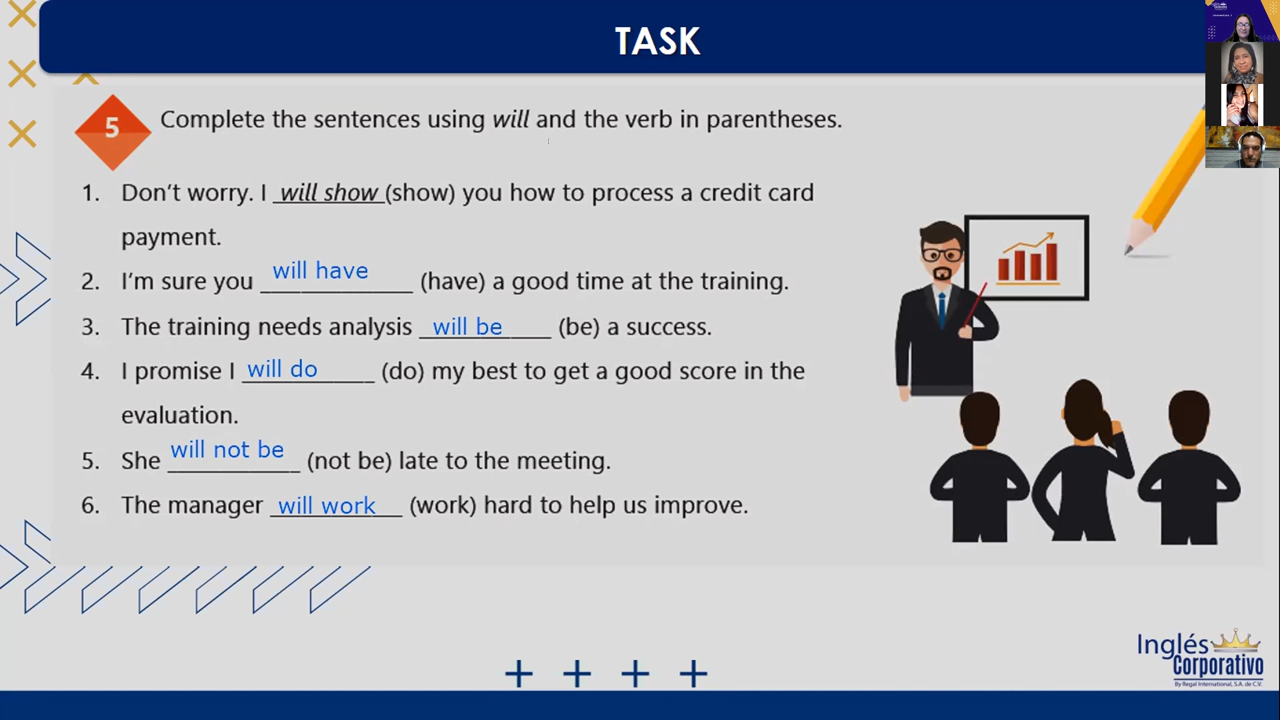 TASK
5
Complete the sentences using will and the verb in parentheses.
1. Don't worry. I will show (show) you how to process a credit card
payment.
2. I'm sure you will have (have) a good time at the training.
3. The training needs analysis will be (be) a success.
4. I promise I will do (do) my best to get a good score in the
evaluation.
5. She will not be (not be) late to the meeting.
6. The manager will work (work) hard to help us improve.
Inglés
Corporativo
By Regal International, S.A. de C.V.